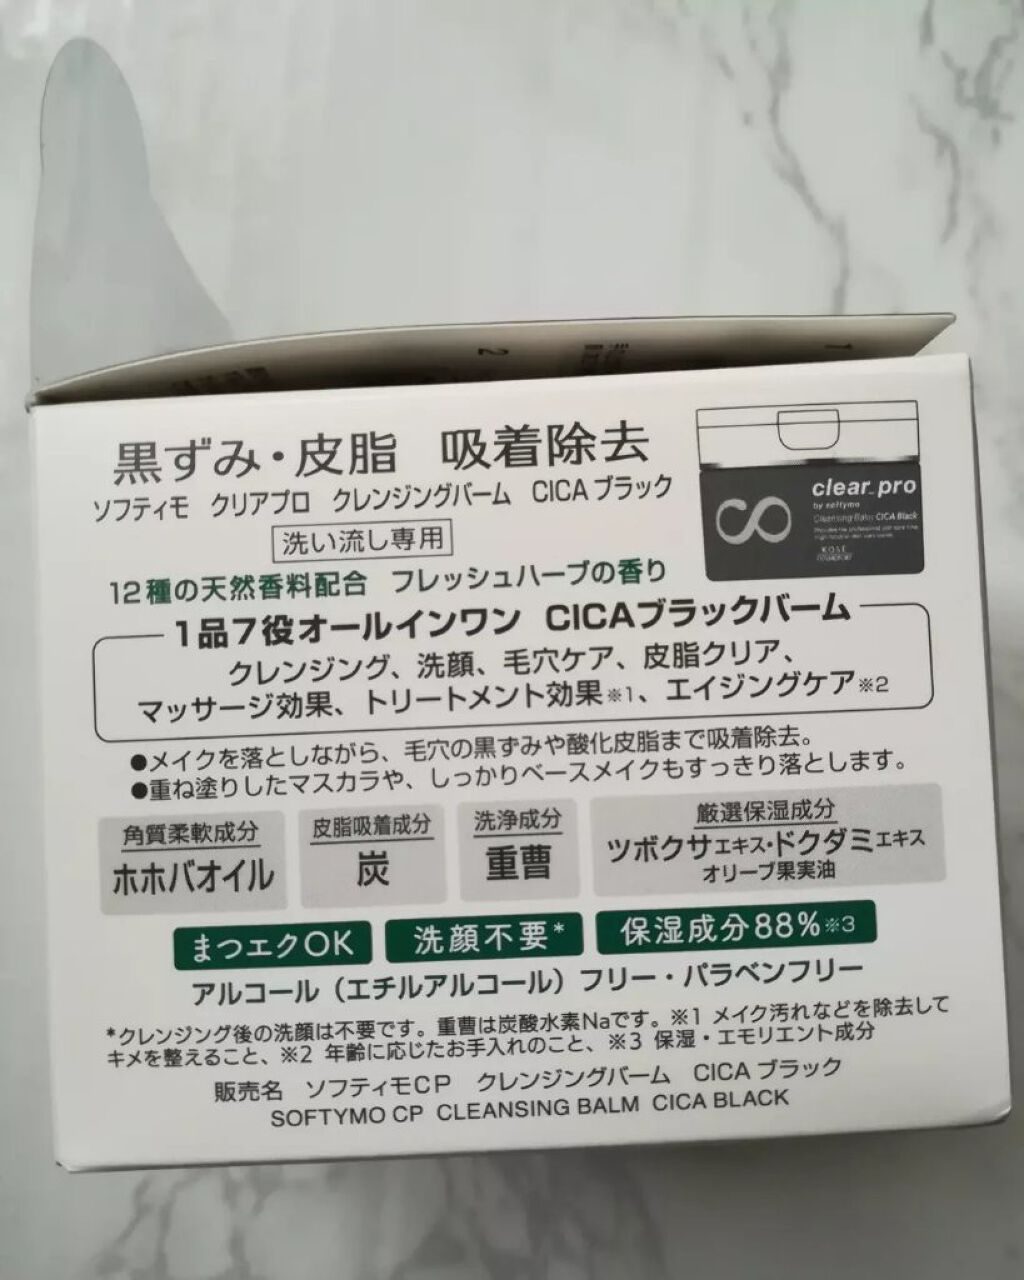 黒ずみ・皮脂 吸着除去
ソフティモ クリアプロ クレンジングバーム CICAブラック
洗い流し専用
12種の天然香料配合 フレッシュハーブの香り
clear pro
by softymo
Cleansing Balm CICA Black
KOSÉ
1品7役オールインワン CICAブラックバーム
クレンジング、洗顔、毛穴ケア、皮脂クリア、
マッサージ効果、トリートメント効果※1、エイジングケア※2
●メイクを落としながら、毛穴の黒ずみや酸化皮脂まで吸着除去。
●重ね塗りしたマスカラや、しっかりベースメイクもすっきり落とします。
角質柔軟成分
ホホバオイル
皮脂吸着成分
炭
洗浄成分
重曹
厳選保湿成分
ツボクサエキス・ドクダミエキス
オリーブ果実油
まつエクOK
洗顔不要*
保湿成分88%※3
アルコール（エチルアルコール）フリー・パラベンフリー
*クレンジング後の洗顔は不要です。重曹は炭酸水素Naです。※1 メイク汚れなどを除去して
キメを整えること、※2 年齢に応じたお手入れのこと、※3 保湿・エモリエント成分
販売名 ソフティモCP クレンジングバーム CICA ブラック
SOFTYMO CP CLEANSING BALM CICA BLACK